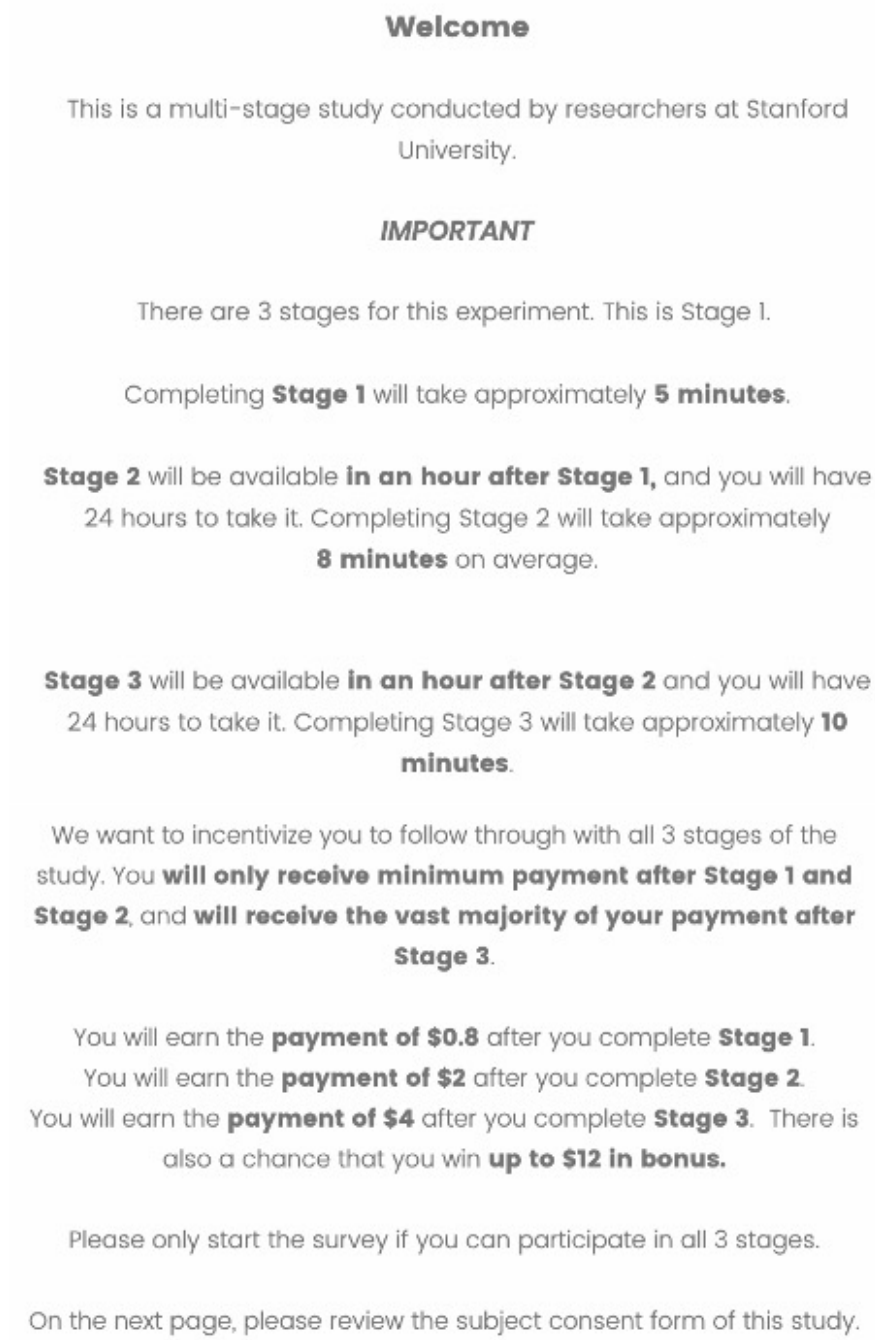 Welcome
This is a multi-stage study conducted by researchers at Stanford
University.
IMPORTANT
There are 3 stages for this experiment. This is Stage 1.
Completing Stage 1 will take approximately 5 minutes.
Stage 2 will be available in an hour after Stage 1, and you will have
24 hours to take it. Completing Stage 2 will take approximately
8 minutes on average.
Stage 3 will be available in an hour after Stage 2 and you will have
24 hours to take it. Completing Stage 3 will take approximately 10
minutes.
We want to incentivize you to follow through with all 3 stages of the
study. You will only receive minimum payment after Stage 1 and
Stage 2, and will receive the vast majority of your payment after
Stage 3.
You will earn the payment of $0.8 after you complete Stage 1.
You will earn the payment of $2 after you complete Stage 2.
You will earn the payment of $4 after you complete Stage 3. There is
also a chance that you win up to $12 in bonus.
Please only start the survey if you can participate in all 3 stages.
On the next page, please review the subject consent form of this study.